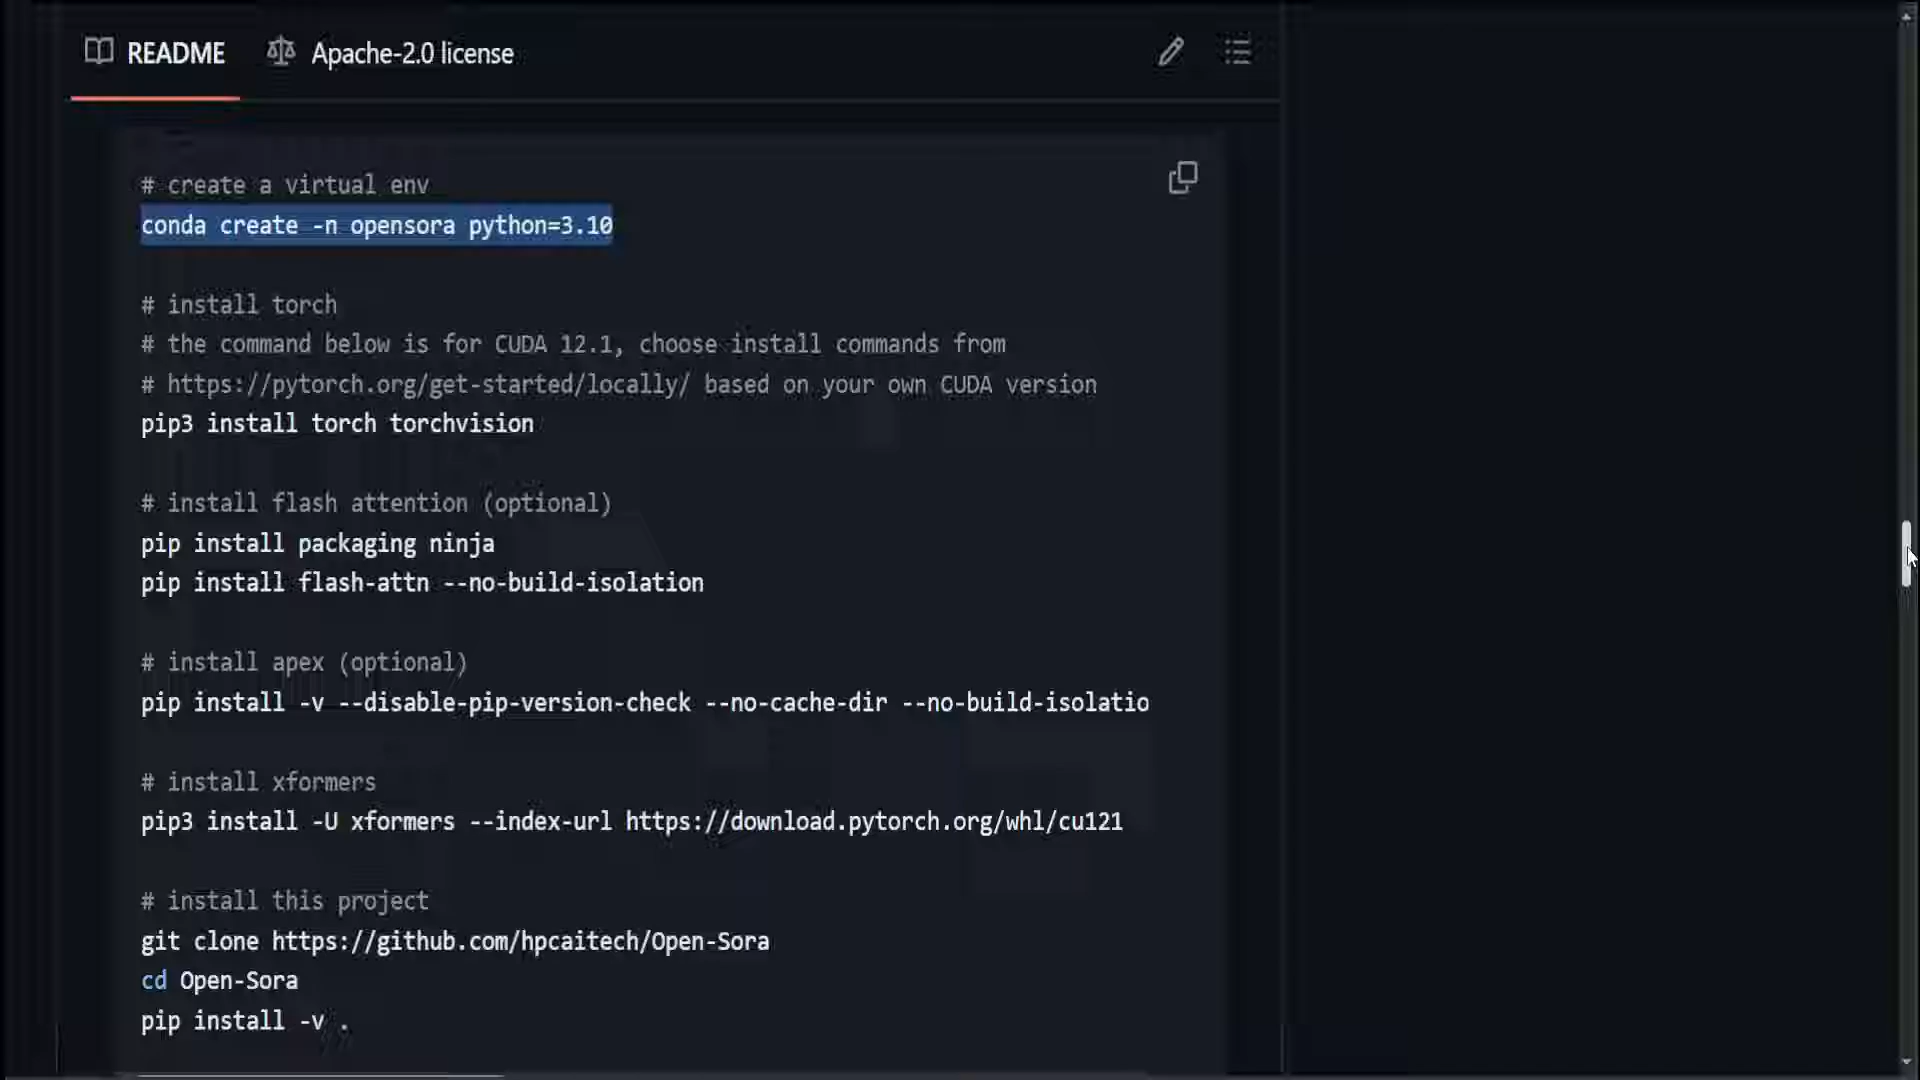 README
Apache-2.0 license
# create a virtual env
conda create -n opensora python=3.10
# install torch
# the command below is for CUDA 12.1, choose install commands from
# https://pytorch.org/get-started/locally/ based on your own CUDA version
pip3 install torch torchvision
# install flash attention (optional)
pip install packaging ninja
pip install flash-attn --no-build-isolation
# install apex (optional)
pip install -v --disable-pip-version-check --no-cache-dir --no-build-isolatio
# install xformers
pip3 install -U xformers --index-url https://download.pytorch.org/whl/cu121
# install this project
git clone https://github.com/hpcaitech/Open-Sora
cd Open-Sora
pip install -v .